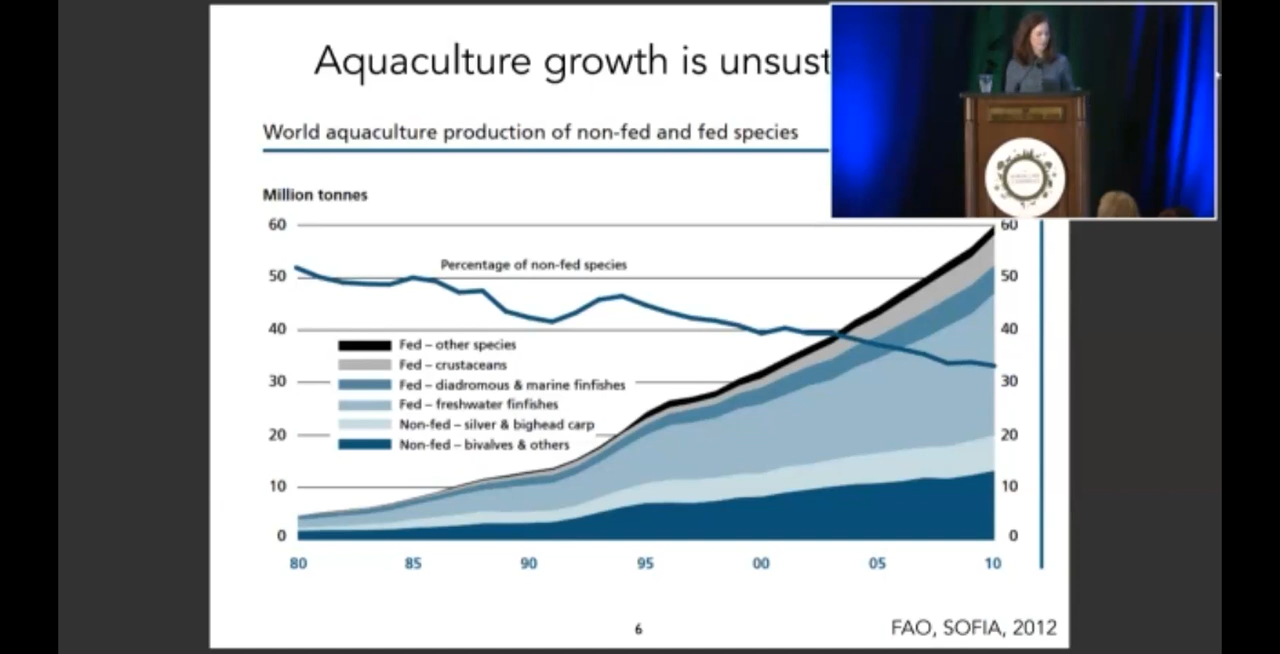 Aquaculture growth is unsust
World aquaculture production of non-fed and fed species
Million tonnes
60
50
40
30
20
10
0
Percentage of non-fed species
Fed – other species
Fed – crustaceans
Fed – diadromous & marine finfishes
Fed – freshwater finfishes
Non-fed – silver & bighead carp
Non-fed – bivalves & others
60
50
40
30
20
10
0
80 85 90 95 00 05 10
6
FAO, SOFIA, 2012